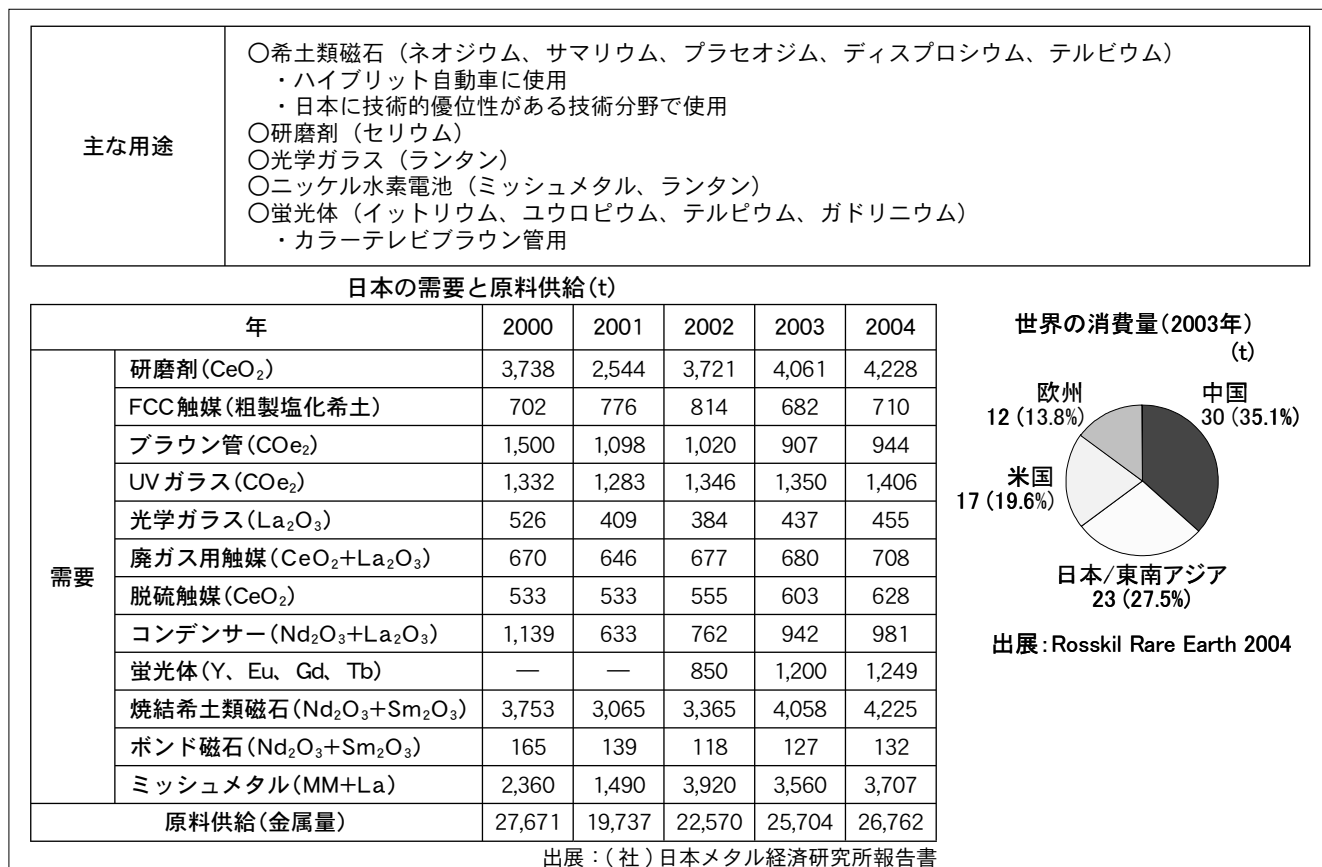 主な用途
○希土類磁石（ネオジウム、サマリウム、プラセオジム、ディスプロシウム、テルビウム）
・ハイブリット自動車に使用
・日本に技術的優位性がある技術分野で使用
○研磨剤（セリウム）
○光学ガラス（ランタン）
○ニッケル水素電池（ミッシュメタル、ランタン）
○蛍光体（イットリウム、ユウロピウム、テルピウム、ガドリニウム）
・カラーテレビブラウン管用
日本の需要と原料供給(t)
年 2000 2001 2002 2003 2004
需要
研磨剤(CeO₂) 3,738 2,544 3,721 4,061 4,228
FCC触媒(粗製塩化希土) 702 776 814 682 710
ブラウン管(COe₂) 1,500 1,098 1,020 907 944
UVガラス(COe₂) 1,332 1,283 1,346 1,350 1,406
光学ガラス(La₂O₃) 526 409 384 437 455
廃ガス用触媒(CeO₂+La₂O₃) 670 646 677 680 708
脱硫触媒(CeO₂) 533 533 555 603 628
コンデンサー(Nd₂O₃+La₂O₃) 1,139 633 762 942 981
蛍光体(Y、Eu、Gd、Tb) — — 850 1,200 1,249
焼結希土類磁石(Nd₂O₃+Sm₂O₃) 3,753 3,065 3,365 4,058 4,225
ボンド磁石(Nd₂O₃+Sm₂O₃) 165 139 118 127 132
ミッシュメタル(MM+La) 2,360 1,490 3,920 3,560 3,707
原料供給(金属量) 27,671 19,737 22,570 25,704 26,762
出展：(社)日本メタル経済研究所報告書
世界の消費量(2003年)
(t)
欧州
12 (13.8%)
中国
30 (35.1%)
米国
17 (19.6%)
日本/東南アジア
23 (27.5%)
出展:Rosskil Rare Earth 2004